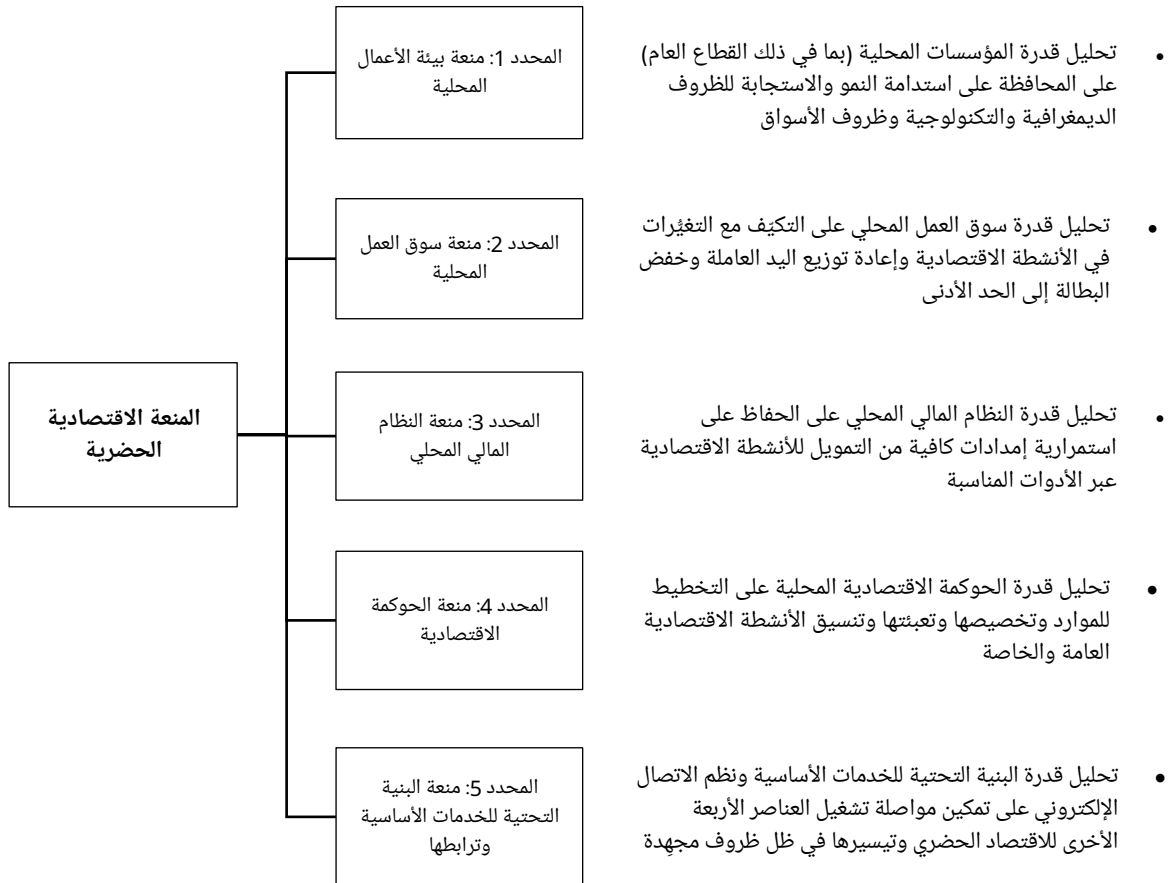 المحدد 1: منعة بيئة الأعمال
المحلية
• تحليل قدرة المؤسسات المحلية (بما في ذلك القطاع العام)
على المحافظة على استدامة النمو والاستجابة للظروف
الديمغرافية والتكنولوجية وظروف الأسواق
المحدد 2: منعة سوق العمل
المحلية
• تحليل قدرة سوق العمل المحلي على التكيّف مع التغيُّرات
في الأنشطة الاقتصادية وإعادة توزيع اليد العاملة وخفض
البطالة إلى الحد الأدنى
المنعة الاقتصادية
الحضرية
المحدد 3: منعة النظام
المالي المحلي
• تحليل قدرة النظام المالي المحلي على الحفاظ على
استمرارية إمدادات كافية من التمويل للأنشطة الاقتصادية
عبر الأدوات المناسبة
المحدد 4: منعة الحوكمة
الاقتصادية
• تحليل قدرة الحوكمة الاقتصادية المحلية على التخطيط
للموارد وتخصيصها وتعبئتها وتنسيق الأنشطة الاقتصادية
العامة والخاصة
المحدد 5: منعة البنية
التحتية للخدمات الأساسية
وترابطها
• تحليل قدرة البنية التحتية للخدمات الأساسية ونظم الاتصال
الإلكتروني على تمكين مواصلة تشغيل العناصر الأربعة
الأخرى للاقتصاد الحضري وتيسيرها في ظل ظروف مجهِدة